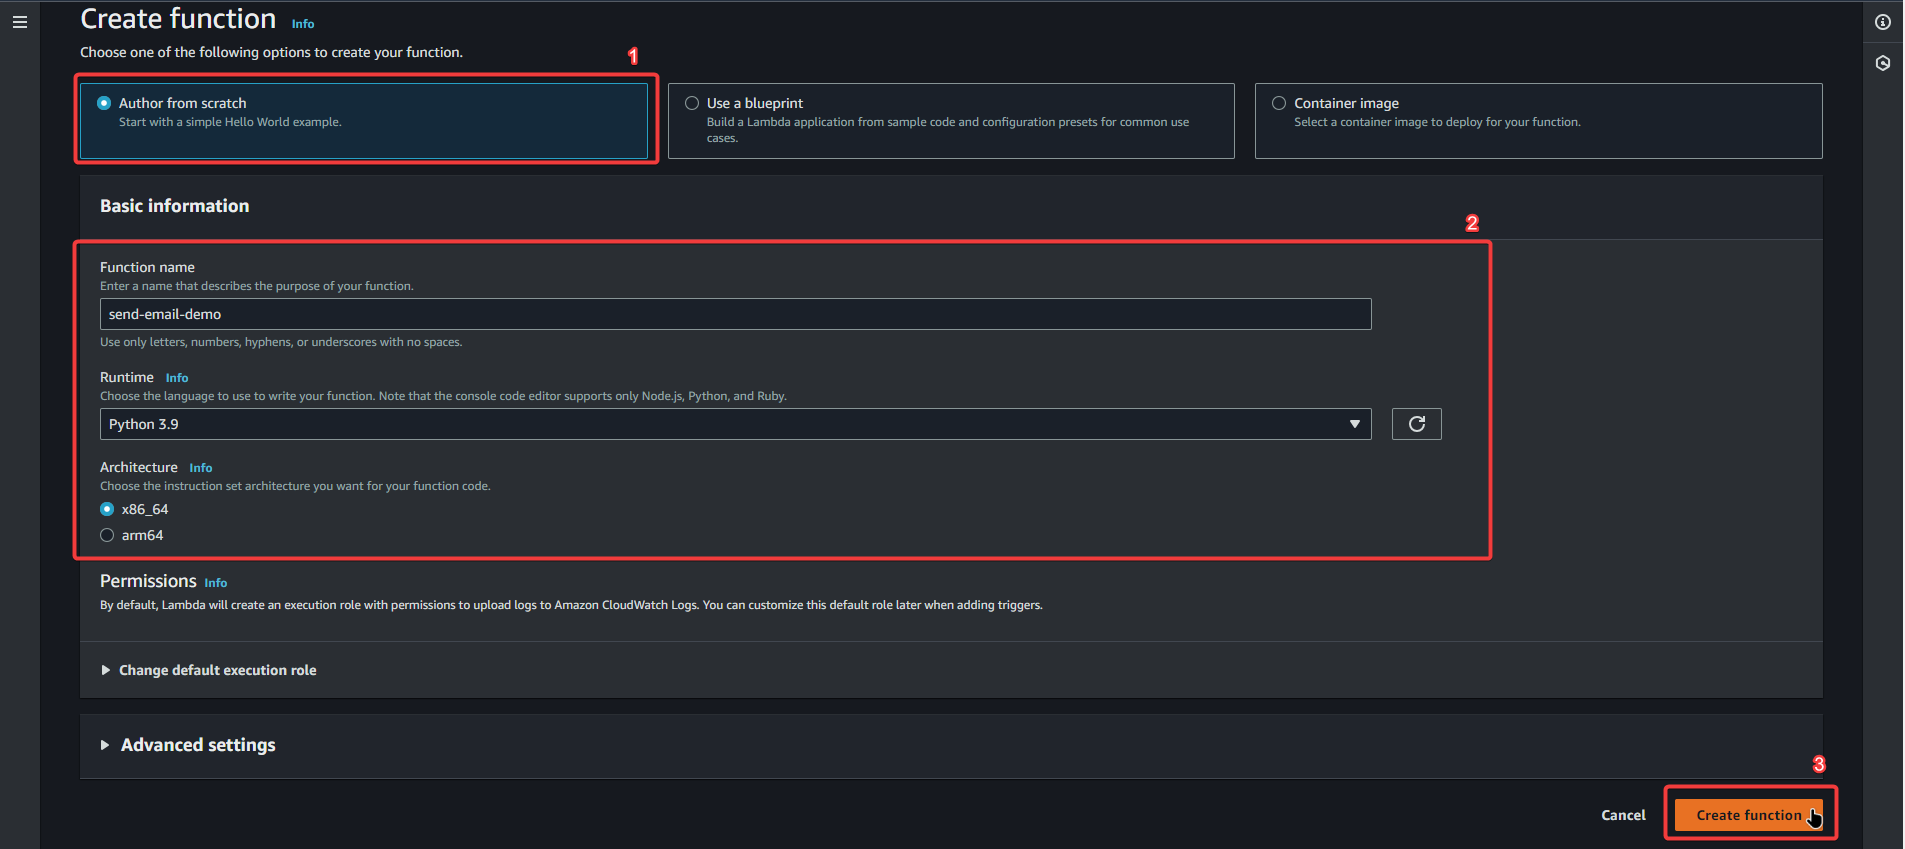 Create function Info
Choose one of the following options to create your function.
1
Author from scratch
Start with a simple Hello World example.
Use a blueprint
Build a Lambda application from sample code and configuration presets for common use
cases.
Container image
Select a container image to deploy for your function.
Basic information
2
Function name
Enter a name that describes the purpose of your function.
send-email-demo
Use only letters, numbers, hyphens, or underscores with no spaces.
Runtime Info
Choose the language to use to write your function. Note that the console code editor supports only Node.js, Python, and Ruby.
Python 3.9
Architecture Info
Choose the instruction set architecture you want for your function code.
x86_64
arm64
Permissions Info
By default, Lambda will create an execution role with permissions to upload logs to Amazon CloudWatch Logs. You can customize this default role later when adding triggers.
Change default execution role
Advanced settings
3
Cancel
Create function